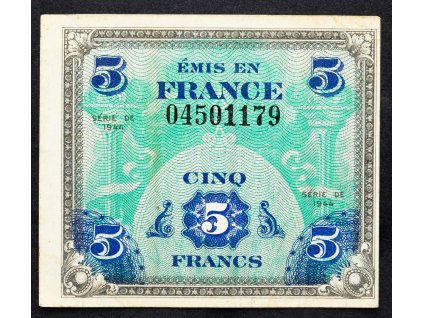 5 ÉMIS EN 5
FRANCE
04501179
SÉRIE DE
1944
CINQ
SÉRIE DE
1944
5
5 5
FRANCS